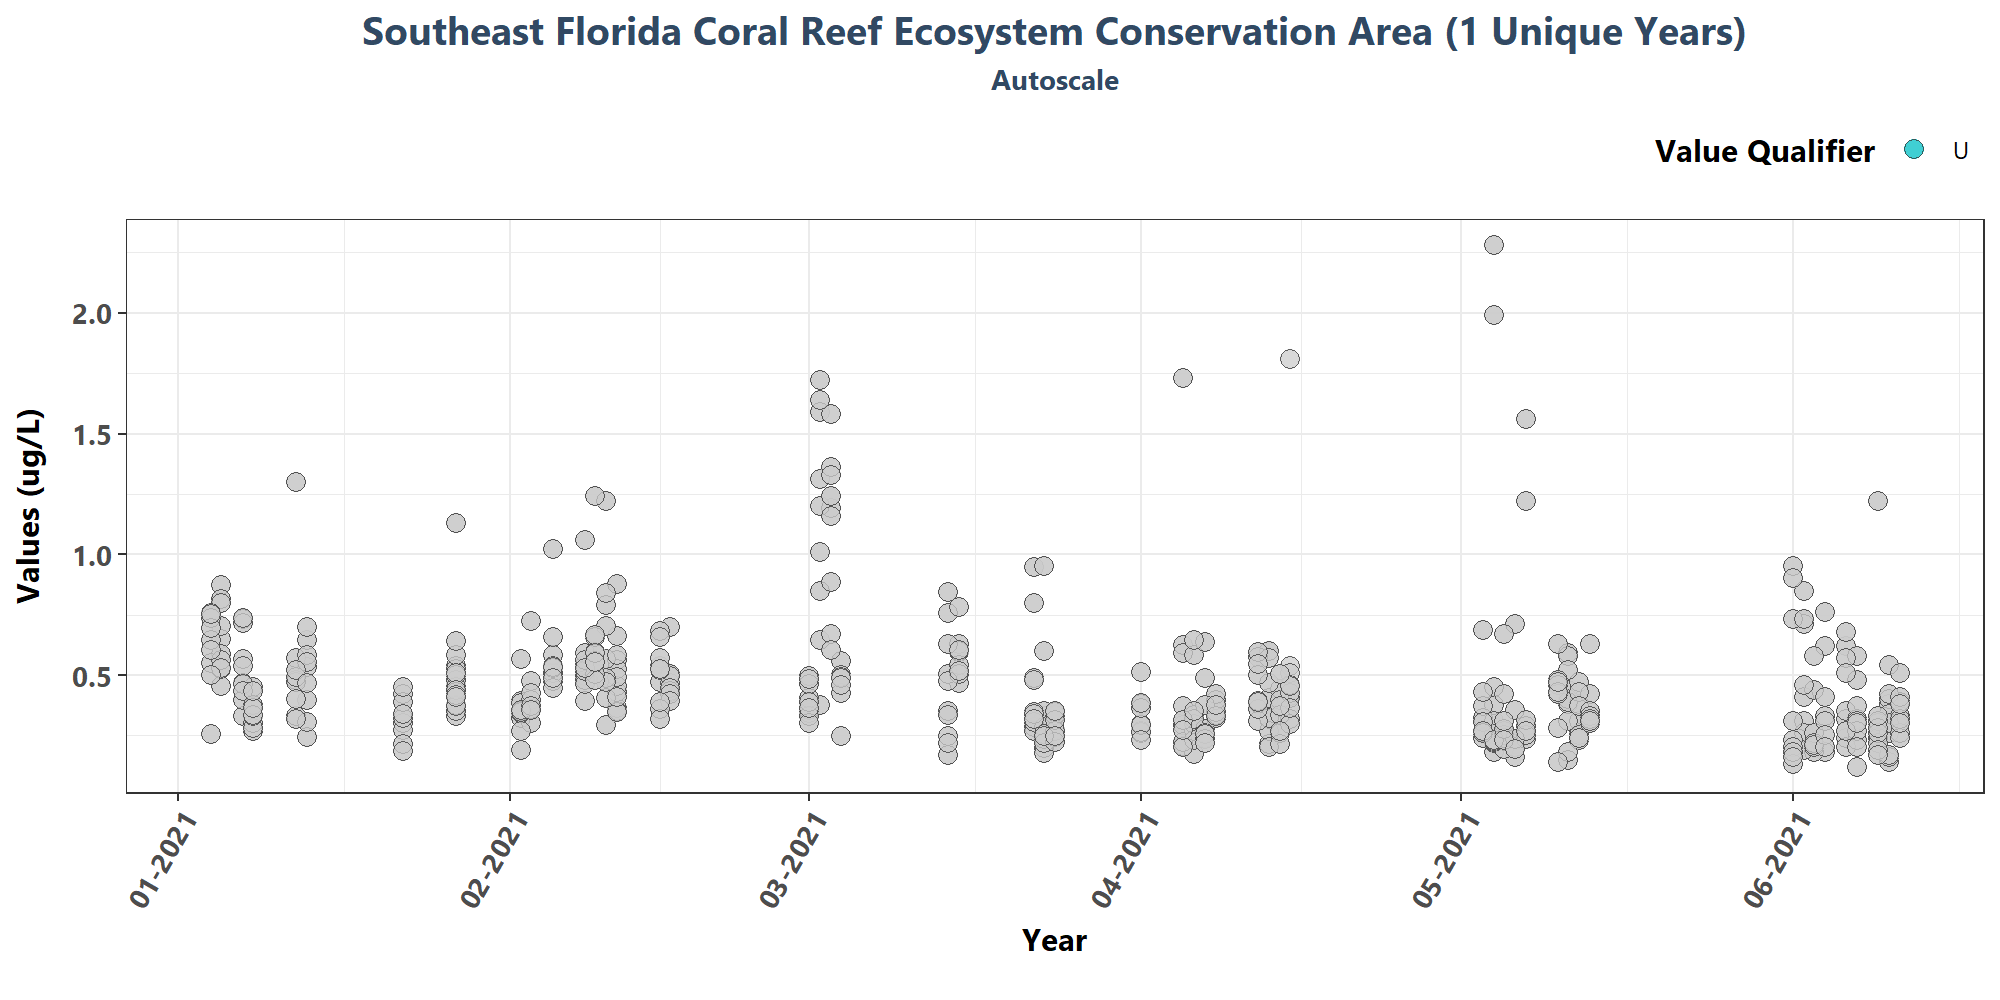 Southeast Florida Coral Reef Ecosystem Conservation Area (1 Unique Years)
Autoscale
Value Qualifier U
Values (ug/L)
2.0
1.5
1.0
0.5
01-2021 02-2021 03-2021 04-2021 05-2021 06-2021
Year